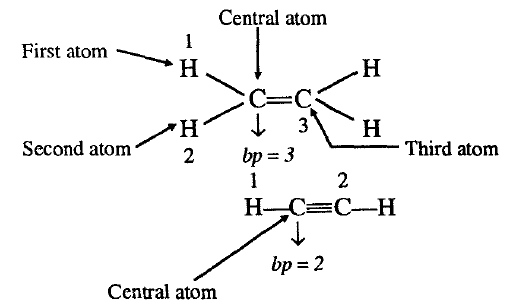 Central atom
First atom
1
H H
C=C
Second atom H 3 H Third atom
2 bp = 3
1 2
H—C≡C—H
bp = 2
Central atom